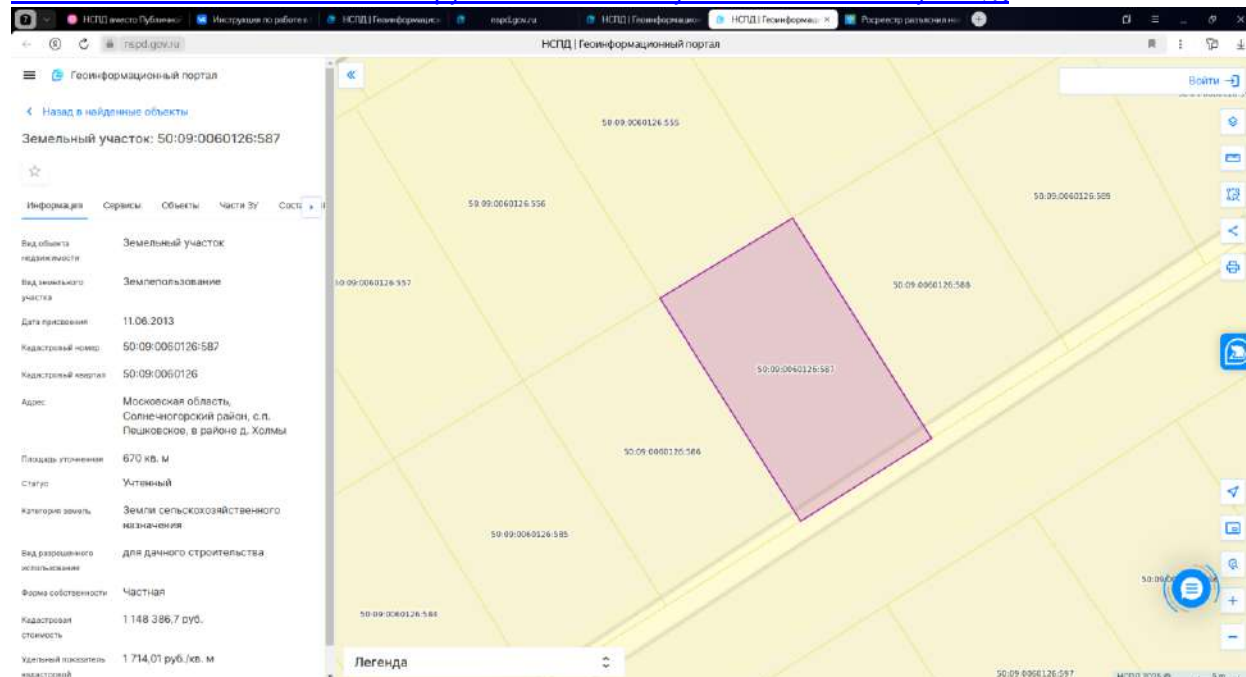 НСПД вместо Публичн
Инструкция по работе в
НСПД | Геоинформацио
nspd.gov.ru
НСПД | Геоинформацион
НСПД | Геоинформац
Росреестр разъяснил
nspd.gov.ru
НСПД | Геоинформационный портал
Геоинформационный портал
Войти
Назад в найденные объекты
Земельный участок: 50:09:0060126:587
Информация
Сервисы
Объекты
Части ЗУ
Соста
Вид объекта
недвижимости
Земельный участок
Вид земельного
участка
Землепользование
Дата присвоения
11.06.2013
Кадастровый номер
50:09:0060126:587
Кадастровый квартал
50:09:0060126
Адрес
Московская область,
Солнечногорский район, с.п.
Пешковское, в районе д. Холмы
Площадь уточненная
670 кв. м
Статус
Учтенный
Категория земель
Земли сельскохозяйственного
назначения
Вид разрешенного
использования
для дачного строительства
Форма собственности
Частная
Кадастровая
стоимость
1 148 386,7 руб.
Удельный показатель
кадастровой
1 714,01 руб./кв. м
50:09:0060126:555
50:09:0060126:556
50:09:0060126:589
50:09:0060126:557
50:09:0060126:588
50:09:0060126:587
50:09:0060126:586
50:09:0060126:585
50:09:0060126:597
Легенда